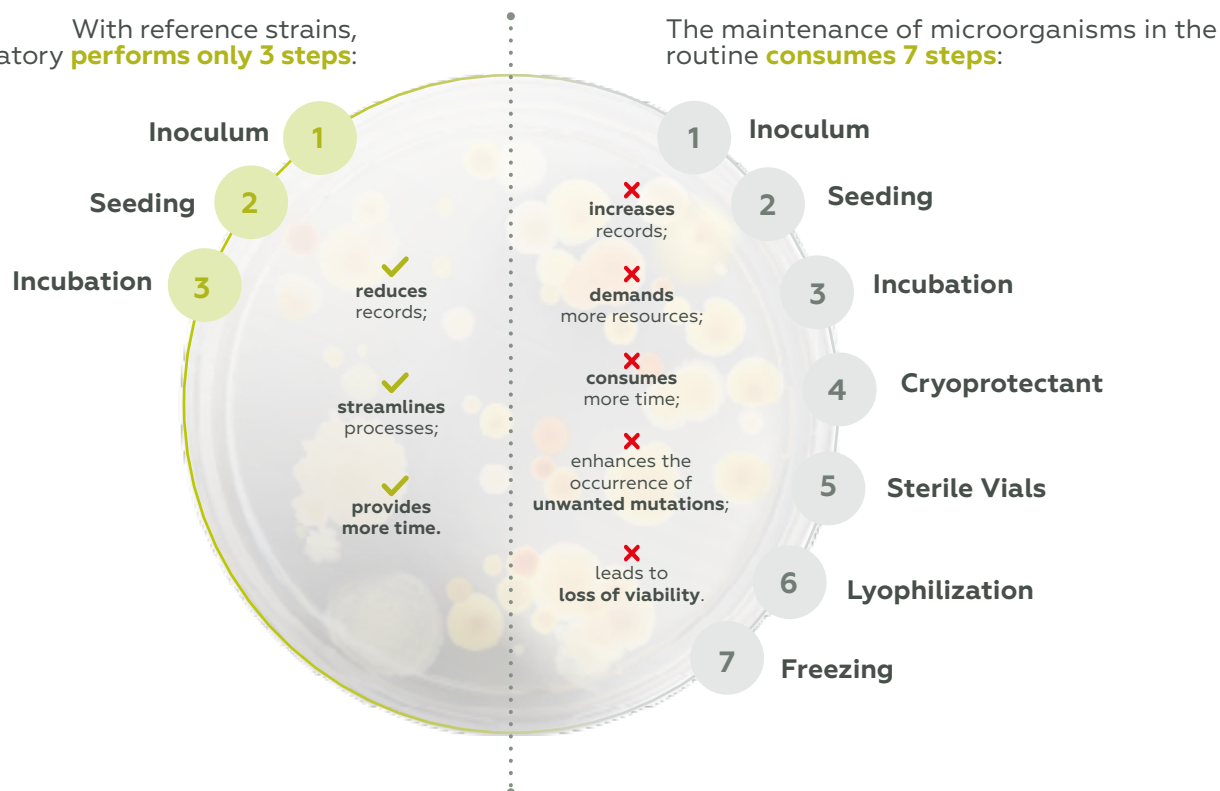 With reference strains,
atory performs only 3 steps:
1
Inoculum
2
Seeding
3
Incubation
reduces
records;
streamlines
processes;
provides
more time.
The maintenance of microorganisms in the
routine consumes 7 steps:
1
Inoculum
2
Seeding
3
Incubation
4
Cryoprotectant
5
Sterile Vials
6
Lyophilization
7
Freezing
increases
records;
demands
more resources;
consumes
more time;
enhances the
occurrence of
unwanted mutations;
leads to
loss of viability.